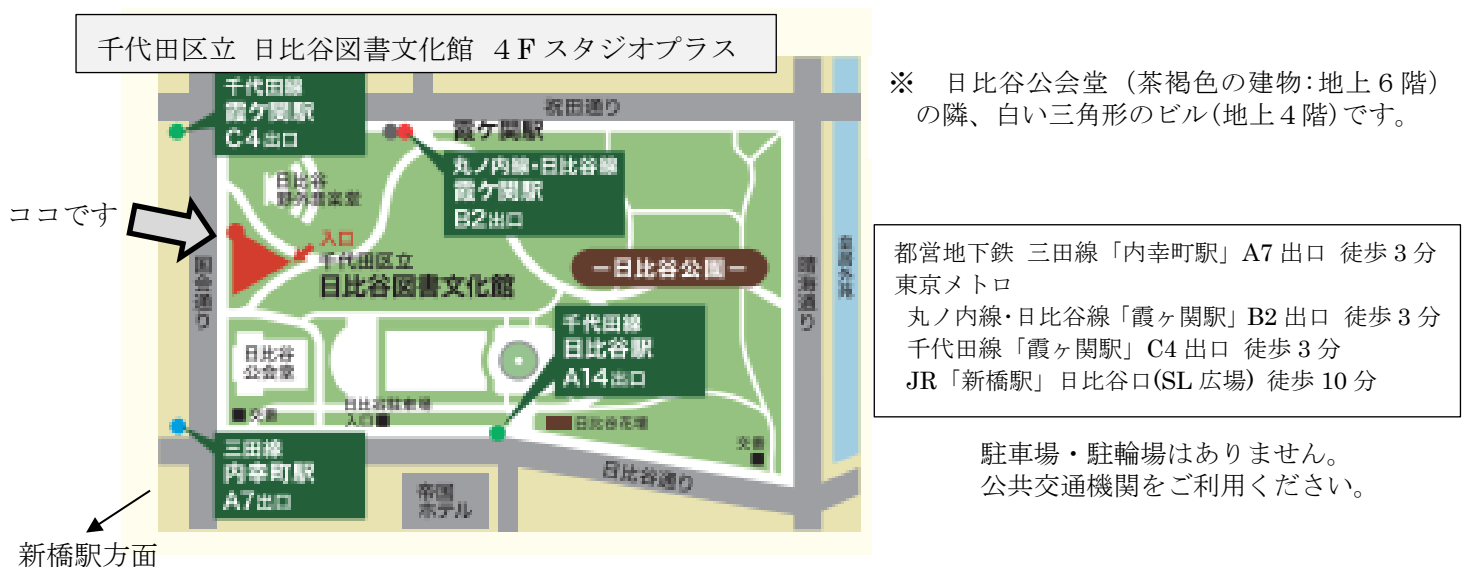 千代田区立 日比谷図書文化館 4Fスタジオプラス
※ 日比谷公会堂（茶褐色の建物:地上６階）
の隣、白い三角形のビル(地上４階)です。
千代田線
霞ケ関駅
C4出口
祝田通り
霞ケ関駅
丸ノ内線・日比谷線
霞ケ関駅
B2出口
日比谷
野外音楽堂
ココです
入口
千代田区立
日比谷図書文化館
国会通り
－日比谷公園－
晴海通り
皇居外苑
都営地下鉄 三田線「内幸町駅」A7 出口 徒歩 3 分
東京メトロ
丸ノ内線･日比谷線「霞ヶ関駅」B2 出口 徒歩 3 分
千代田線「霞ヶ関駅」C4 出口 徒歩 3 分
JR「新橋駅」日比谷口(SL 広場) 徒歩 10 分
千代田線
日比谷駅
A14出口
日比谷
公会堂
交番
日比谷駐車場
入口
日比谷花壇
交番
三田線
内幸町駅
A7出口
日比谷通り
帝国
ホテル
駐車場・駐輪場はありません。
公共交通機関をご利用ください。
新橋駅方面